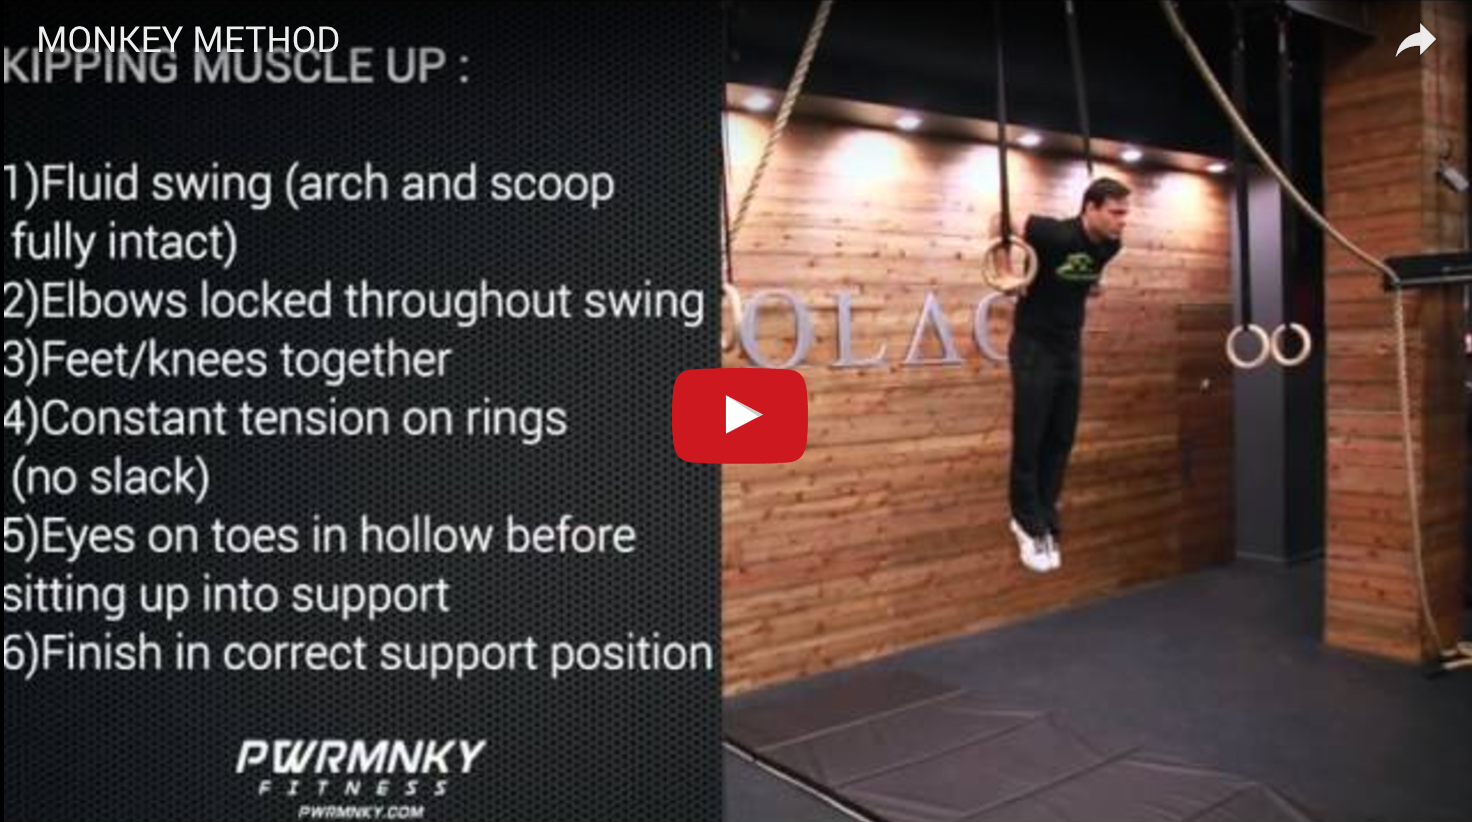 MONKEY METHOD
KIPPING MUSCLE UP :
1)Fluid swing (arch and scoop
fully intact)
2)Elbows locked throughout swing
3)Feet/knees together
4)Constant tension on rings
(no slack)
5)Eyes on toes in hollow before
sitting up into support
6)Finish in correct support position
PWRMNKY
FITNESS
PWRMNKY.COM